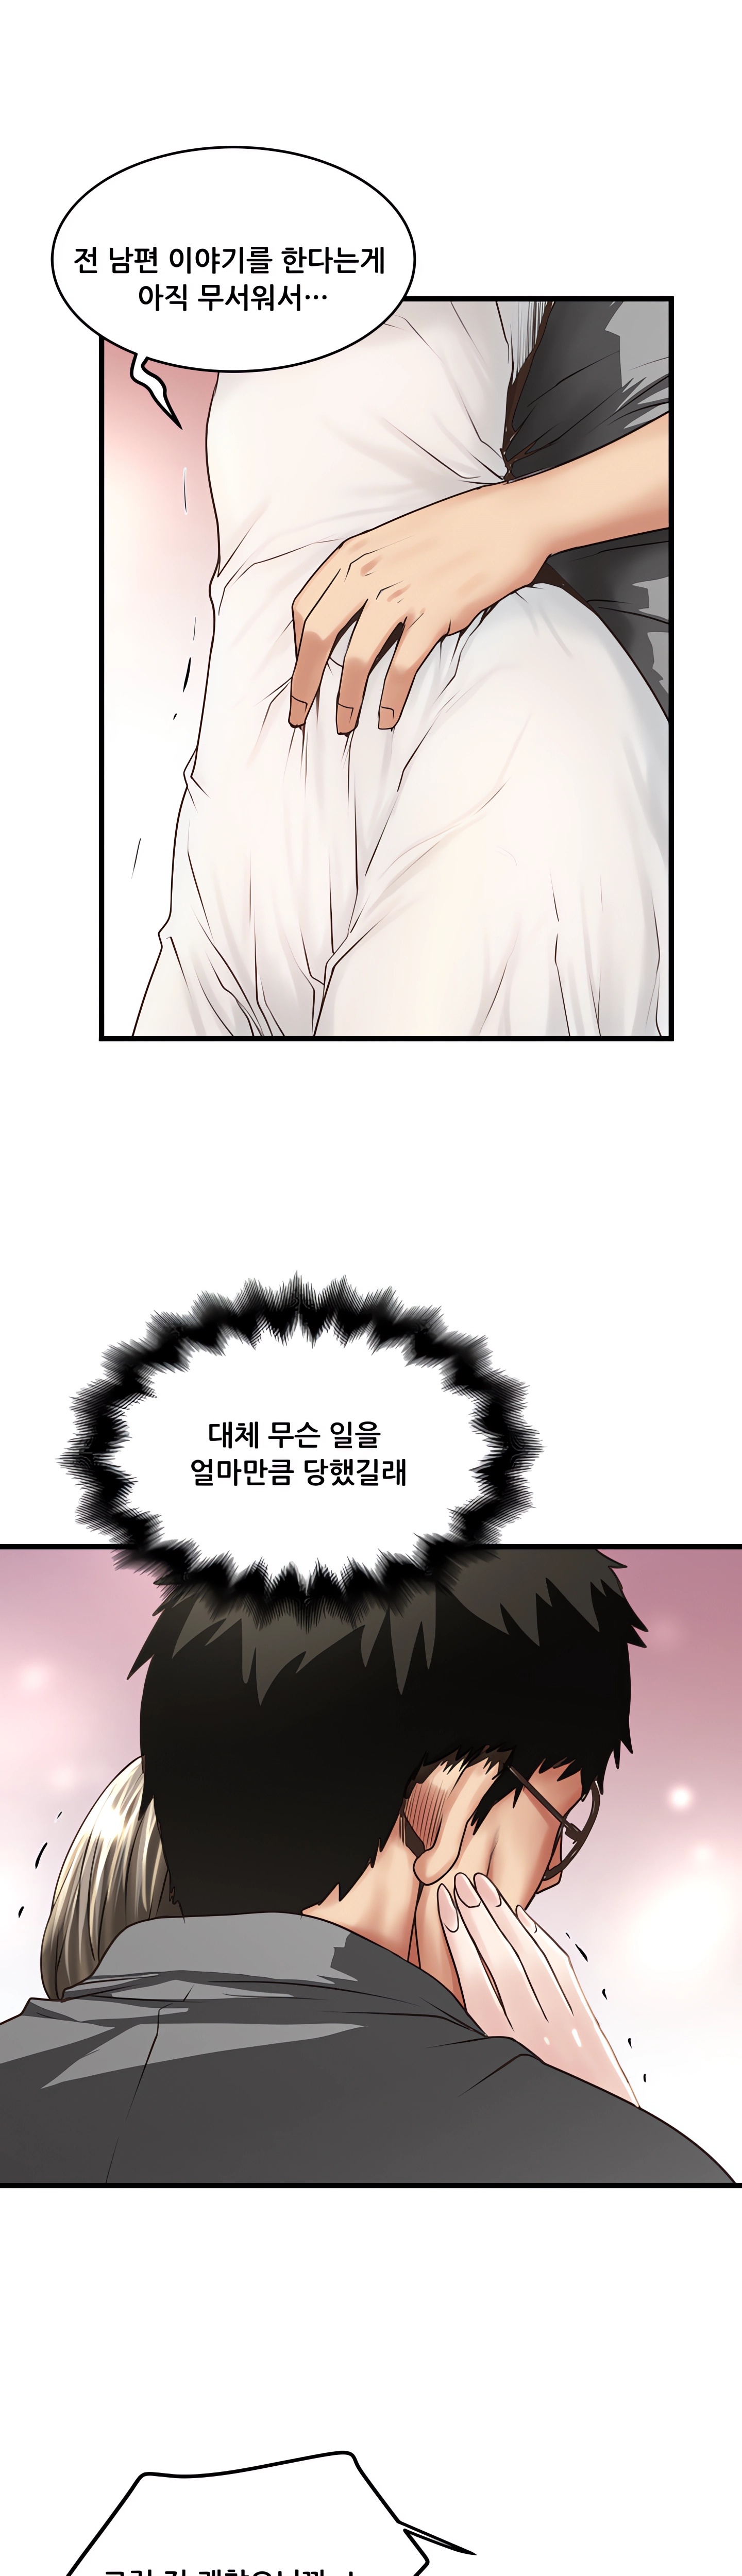 전 남편 이야기를 한다는게
아직 무서워서…
대체 무슨 일을
얼마만큼 당했길래